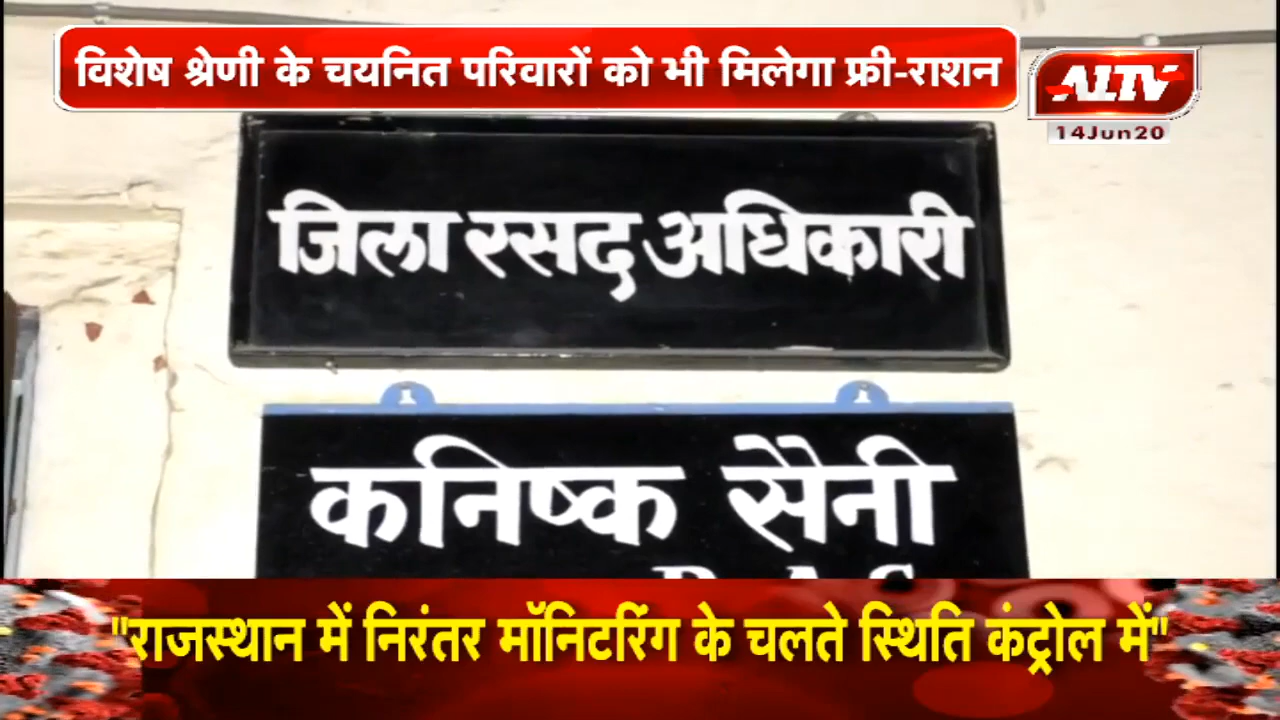 विशेष श्रेणी के चयनित परिवारों को भी मिलेगा फ्री-राशन
ALTV
14Jun20
जिला रसद अधिकारी
कनिष्क सैनी
"राजस्थान में निरंतर मॉनिटरिंग के चलते स्थिति कंट्रोल में"